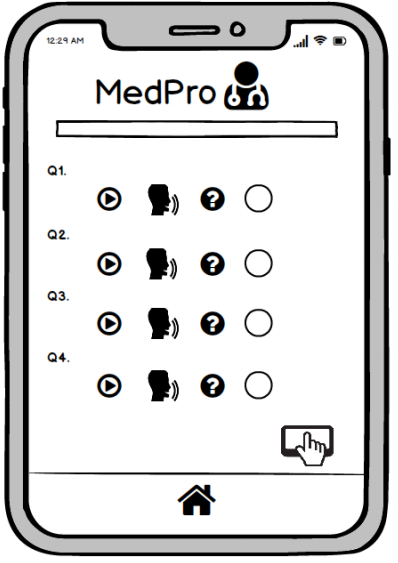 12:29 AM
MedPro
Q1.
?
Q2.
?
Q3.
?
Q4.
?